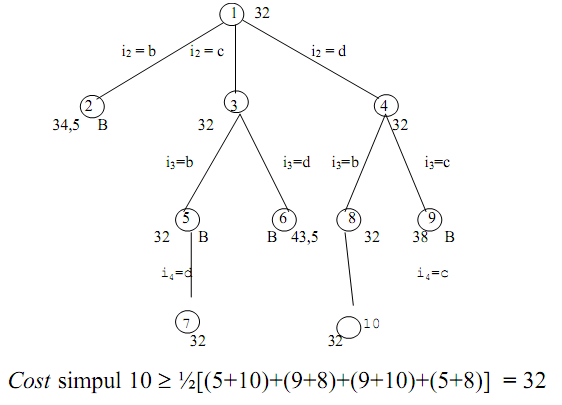 1 32
i₂ = b i₂ = c i₂ = d
2 3 4
34,5 B 32 32
i₃=b i₃=d i₃=b i₃=c
5 6 8 9
32 B B 43,5 32 38 B
i₄=d i₄=c
7 10
32 32
Cost simpul 10 ≥ ½[(5+10)+(9+8)+(9+10)+(5+8)] = 32